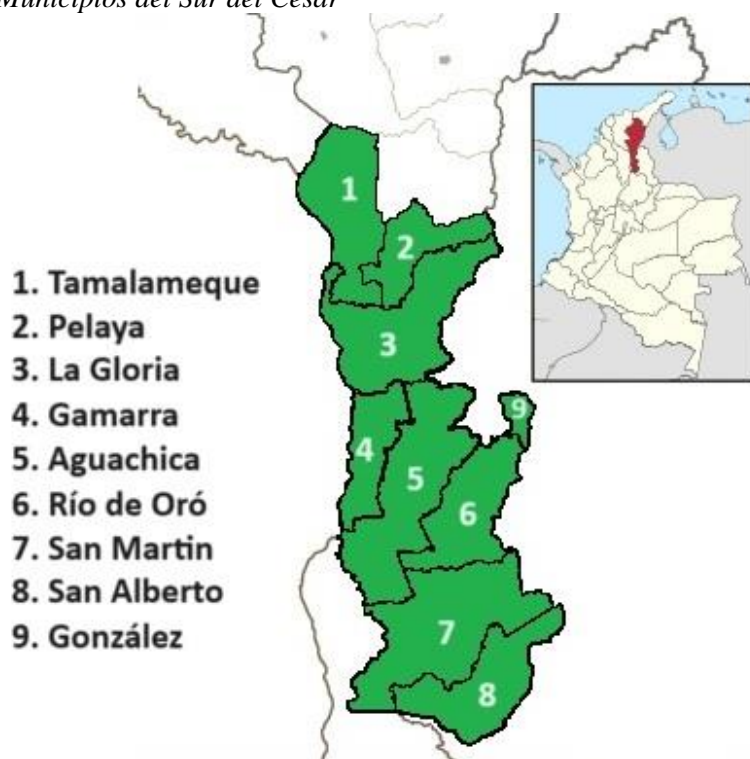 Municipios del Sur del Cesar
1. Tamalameque
2. Pelaya
3. La Gloria
4. Gamarra
5. Aguachica
6. Río de Oró
7. San Martin
8. San Alberto
9. González
1
2
3
4
5
6
7
8
9